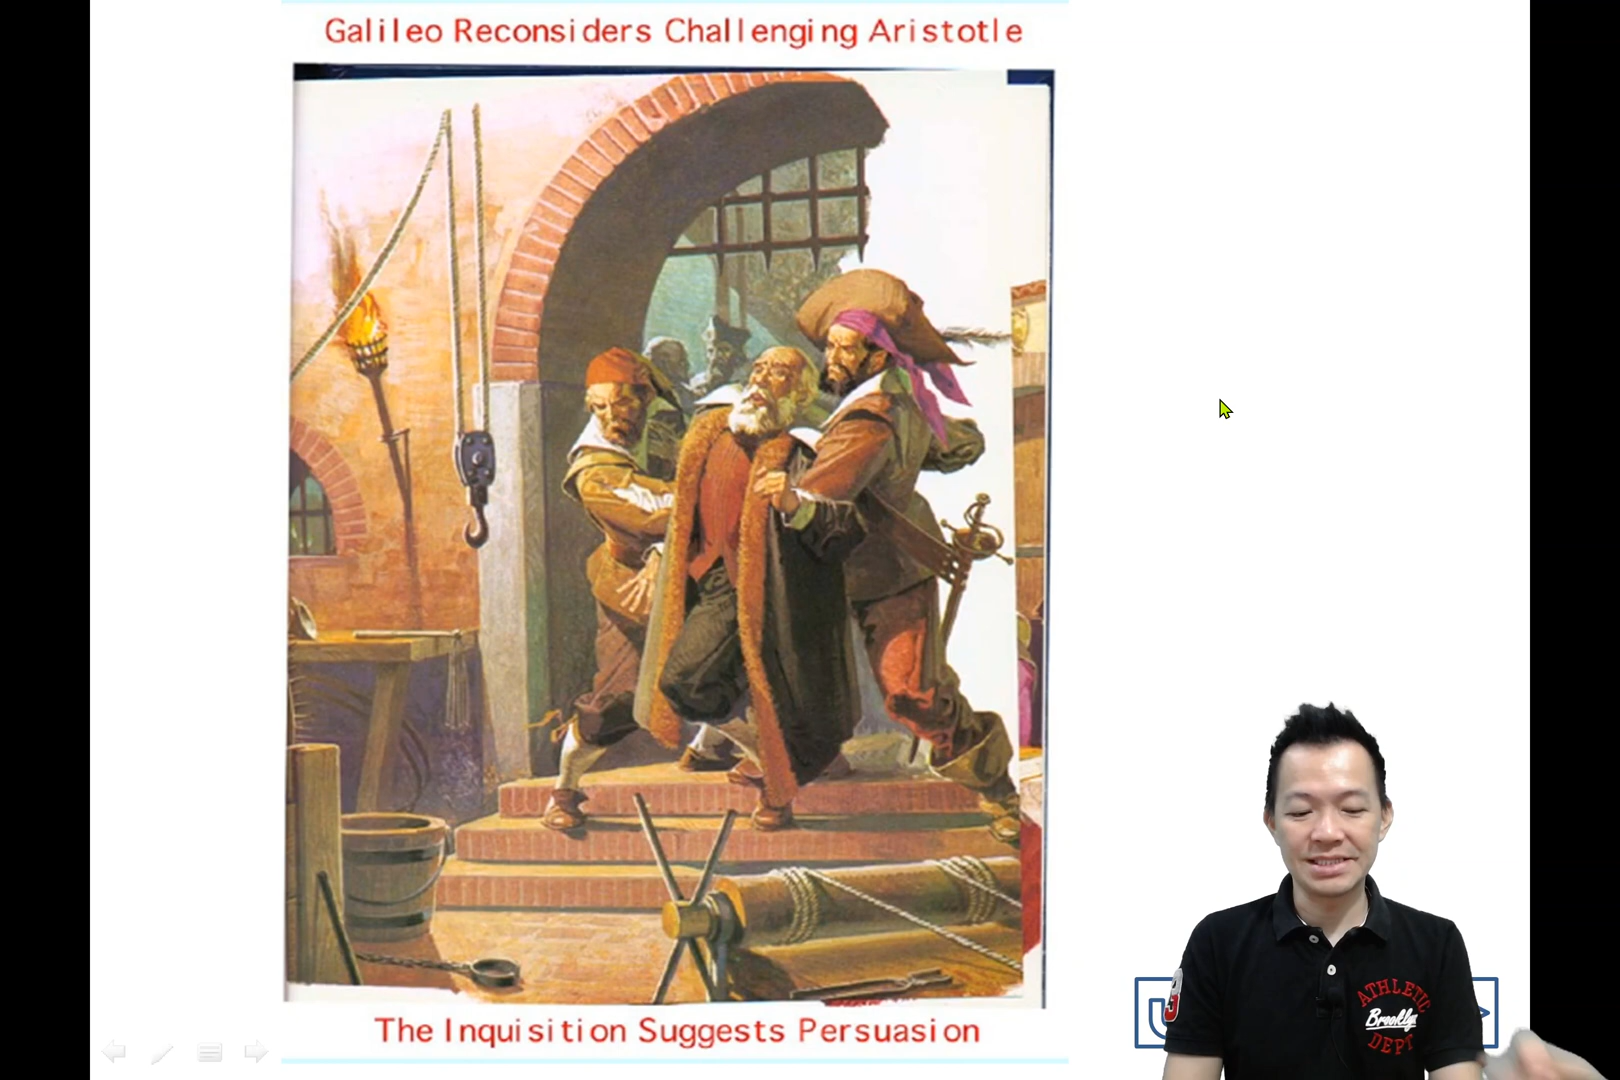 Galileo Reconsiders Challenging Aristotle
The Inquisition Suggests Persuasion
ATHLETIC
Brooklyn
DEPT